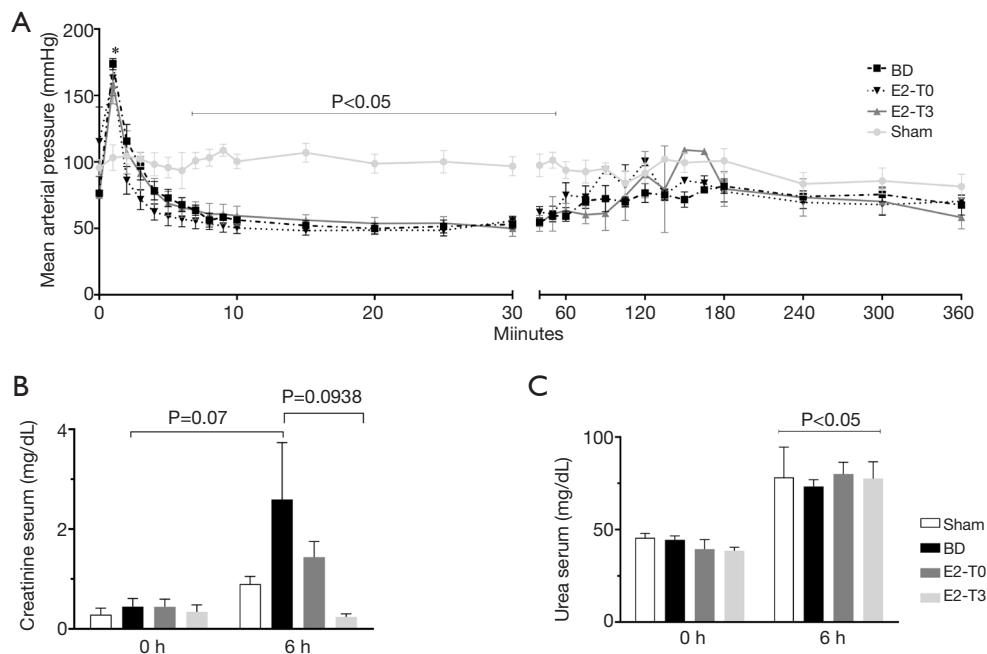 A
Mean arterial pressure (mmHg)
200
150
100
50
0
*
P<0.05
BD
E2-T0
E2-T3
Sham
0 10 20 30 60 120 180 240 300 360
Miinutes
B
Creatinine serum (mg/dL)
4
2
0
P=0.07
P=0.0938
0 h 6 h
C
Urea serum (mg/dL)
100
50
0
P<0.05
0 h 6 h
Sham
BD
E2-T0
E2-T3